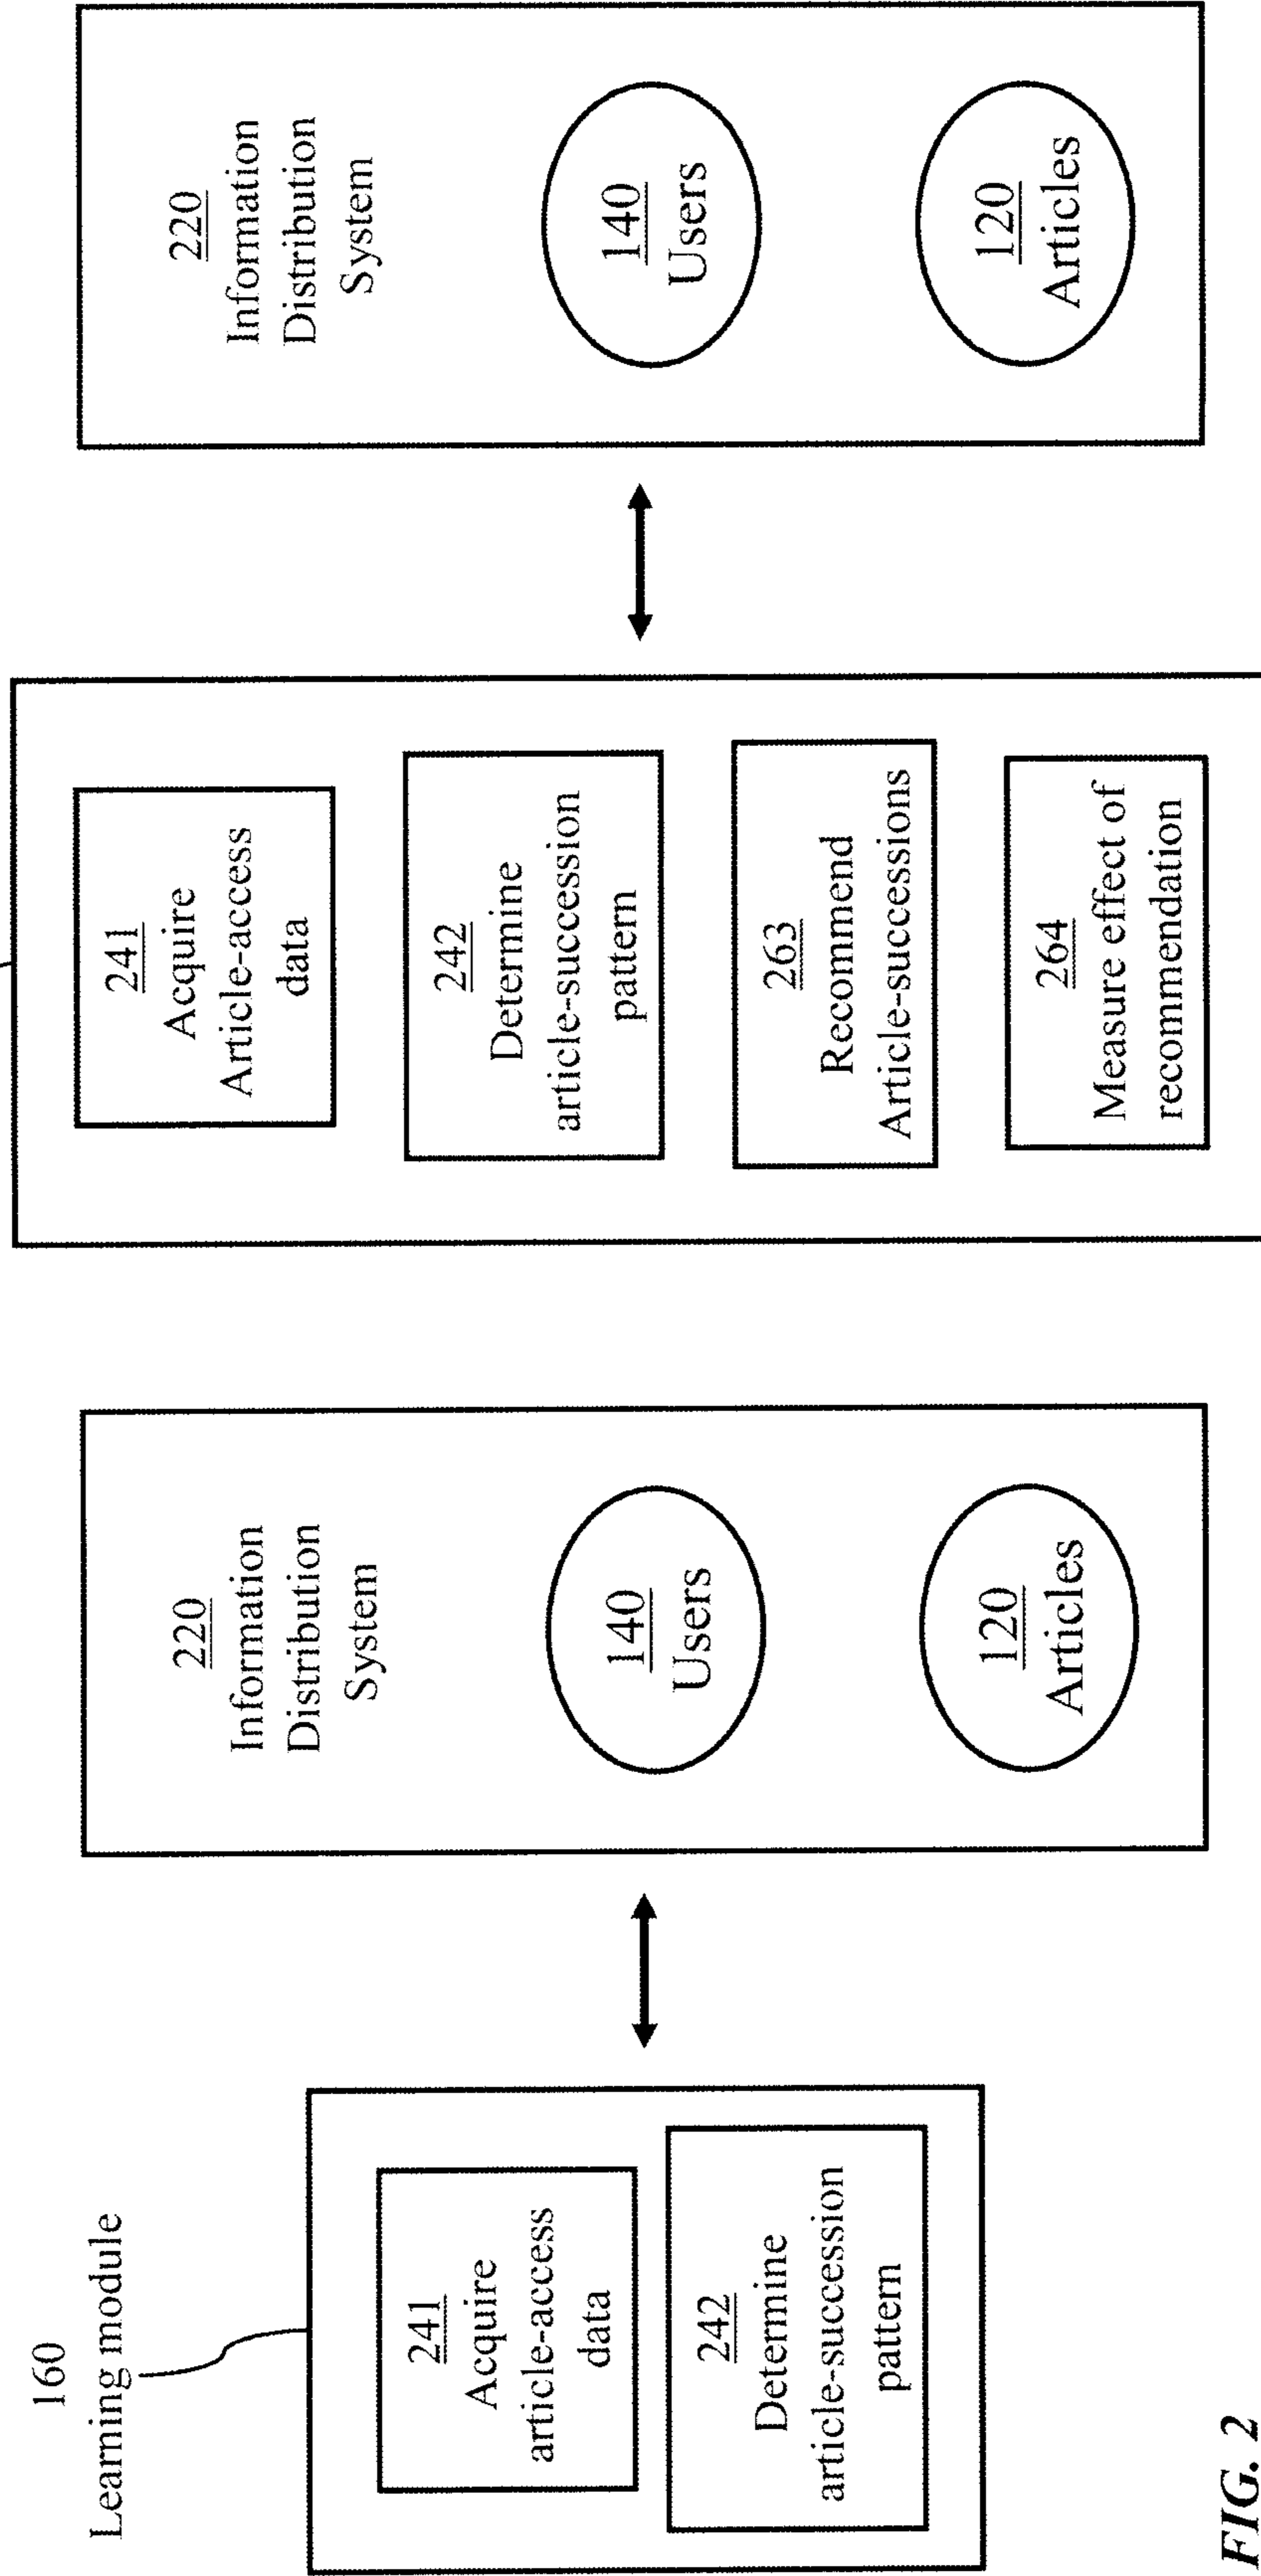 160
Learning module
241
Acquire
article-access
data
242
Determine
article-succession
pattern
220
Information
Distribution
System
140
Users
120
Articles
241
Acquire
Article-access
data
242
Determine
article-succession
pattern
263
Recommend
Article-successions
264
Measure effect of
recommendation
220
Information
Distribution
System
140
Users
120
Articles
FIG. 2